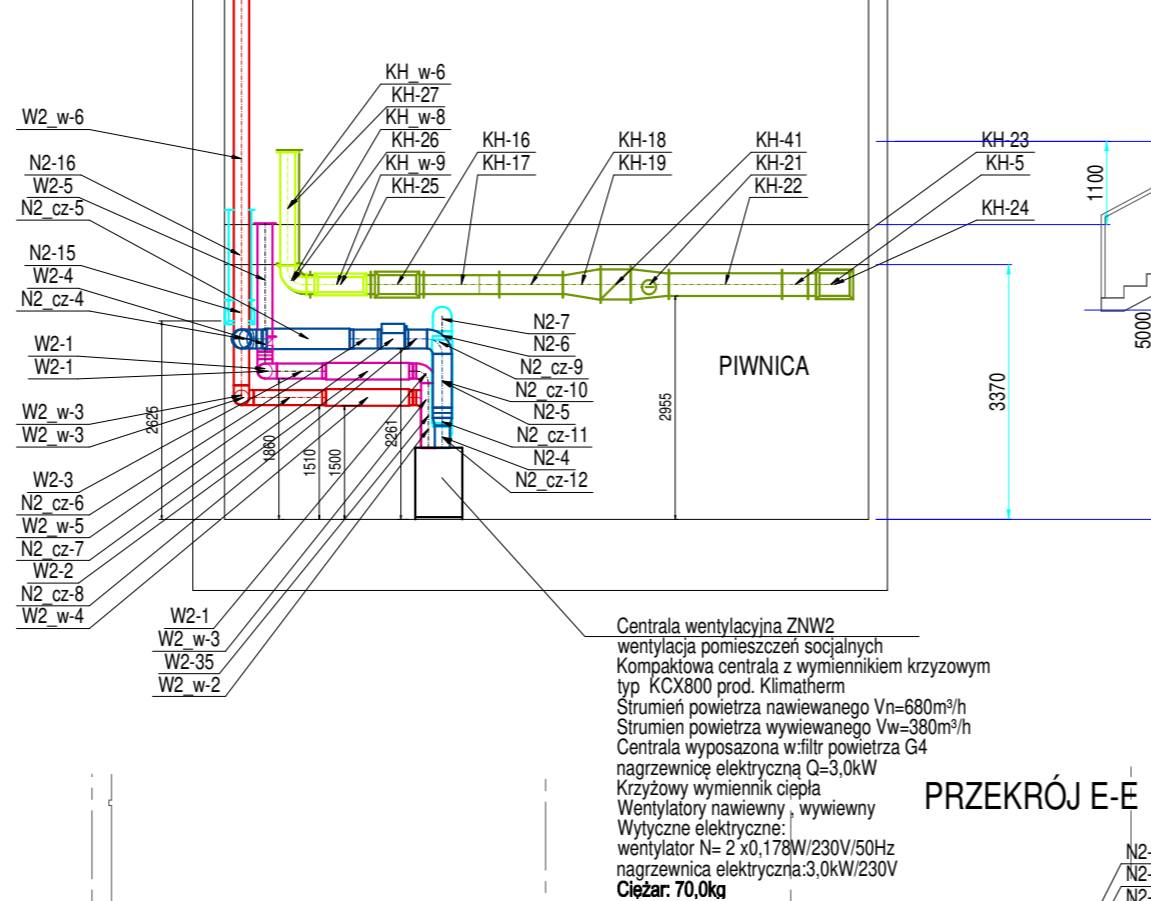 KH_w-6
KH-27
KH_w-8
KH-26
KH_w-9
KH-25
KH-16
KH-17
KH-18
KH-19
KH-41
KH-21
KH-22
KH-23
KH-5
KH-24
1100
5000
3370
2955
W2_w-6
N2-16
W2-5
N2_cz-5
N2-15
W2-4
N2_cz-4
W2-1
W2-1
W2_w-3
W2_w-3
2625
1860
1510
1500
2261
N2-7
N2-6
N2_cz-9
N2_cz-10
N2-5
N2_cz-11
N2-4
N2_cz-12
PIWNICA
W2-3
N2_cz-6
W2_w-5
N2_cz-7
W2-2
N2_cz-8
W2_w-4
W2-1
W2_w-3
W2-35
W2_w-2
Centrala wentylacyjna ZNW2
wentylacja pomieszczeń socjalnych
Kompaktowa centrala z wymiennikiem krzyzowym
typ KCX800 prod. Klimatherm
Strumień powietrza nawiewanego Vn=680m³/h
Strumien powietrza wywiewanego Vw=380m³/h
Centrala wyposazona w:filtr powietrza G4
nagrzewnicę elektryczną Q=3,0kW
Krzyżowy wymiennik ciepła
Wentylatory nawiewny , wywiewny
Wytyczne elektryczne:
wentylator N= 2 x0,178W/230V/50Hz
nagrzewnica elektryczna:3,0kW/230V
Ciężar: 70,0kg
PRZEKRÓJ E-E
N2-
N2-
N2-